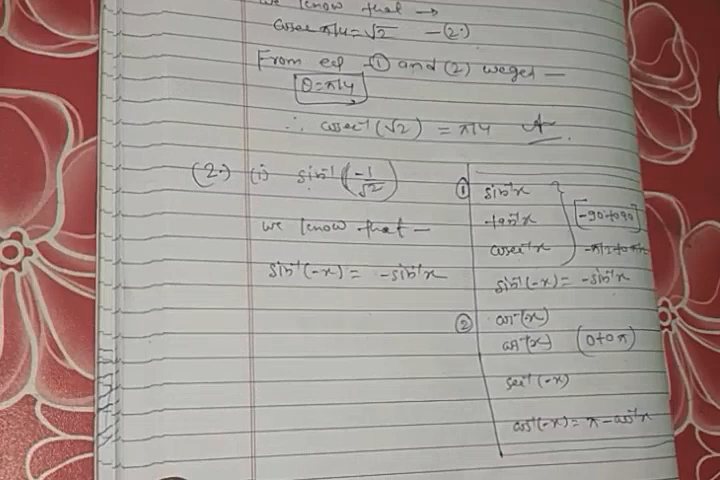 we know that →
Cosec π/4 = √2 -(2.)
From eqn -① and (2) we get -
θ = π/4
∴ cosec⁻¹(√2) = π/4 A
(2.) (i) sin⁻¹(-1/√2)
we know that -
sin⁻¹(-x) = -sin⁻¹x
① sin⁻¹x
tan⁻¹x [-90 to 90]
cosec⁻¹x -π/2 to π/2
sin⁻¹(-x) = -sin⁻¹x
② cos⁻¹(-x)
cot⁻¹(-x) (0 to π)
sec⁻¹(-x)
cos⁻¹(-x) = π - cos⁻¹x